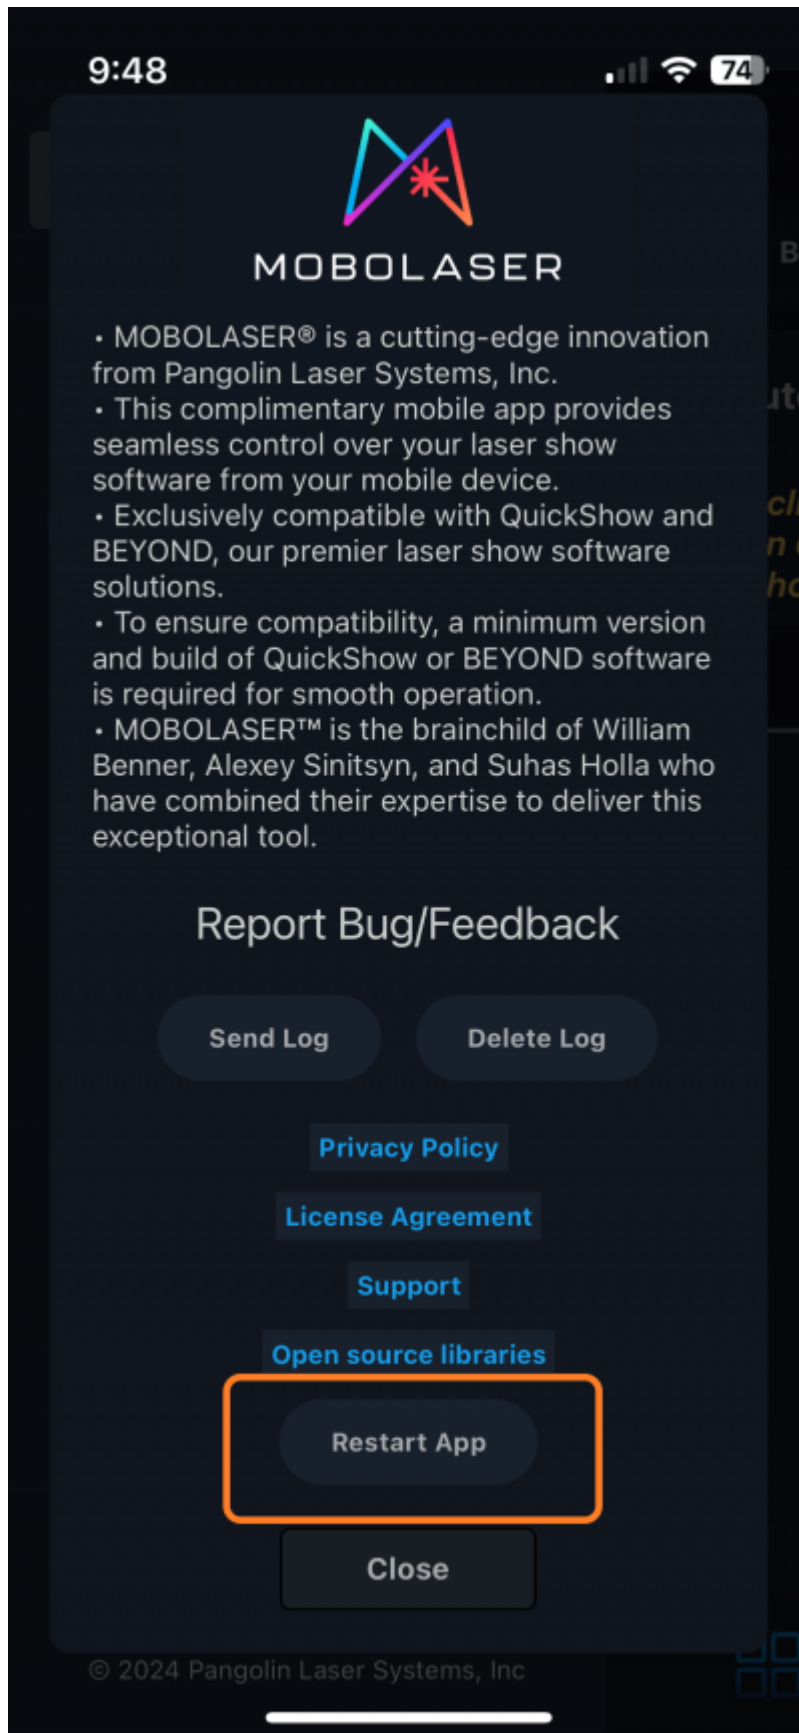 9:48
74
MOBOLASER
• MOBOLASER® is a cutting-edge innovation
from Pangolin Laser Systems, Inc.
• This complimentary mobile app provides
seamless control over your laser show
software from your mobile device.
• Exclusively compatible with QuickShow and
BEYOND, our premier laser show software
solutions.
• To ensure compatibility, a minimum version
and build of QuickShow or BEYOND software
is required for smooth operation.
• MOBOLASER™ is the brainchild of William
Benner, Alexey Sinitsyn, and Suhas Holla who
have combined their expertise to deliver this
exceptional tool.
Report Bug/Feedback
Send Log Delete Log
Privacy Policy
License Agreement
Support
Open source libraries
Restart App
Close
© 2024 Pangolin Laser Systems, Inc